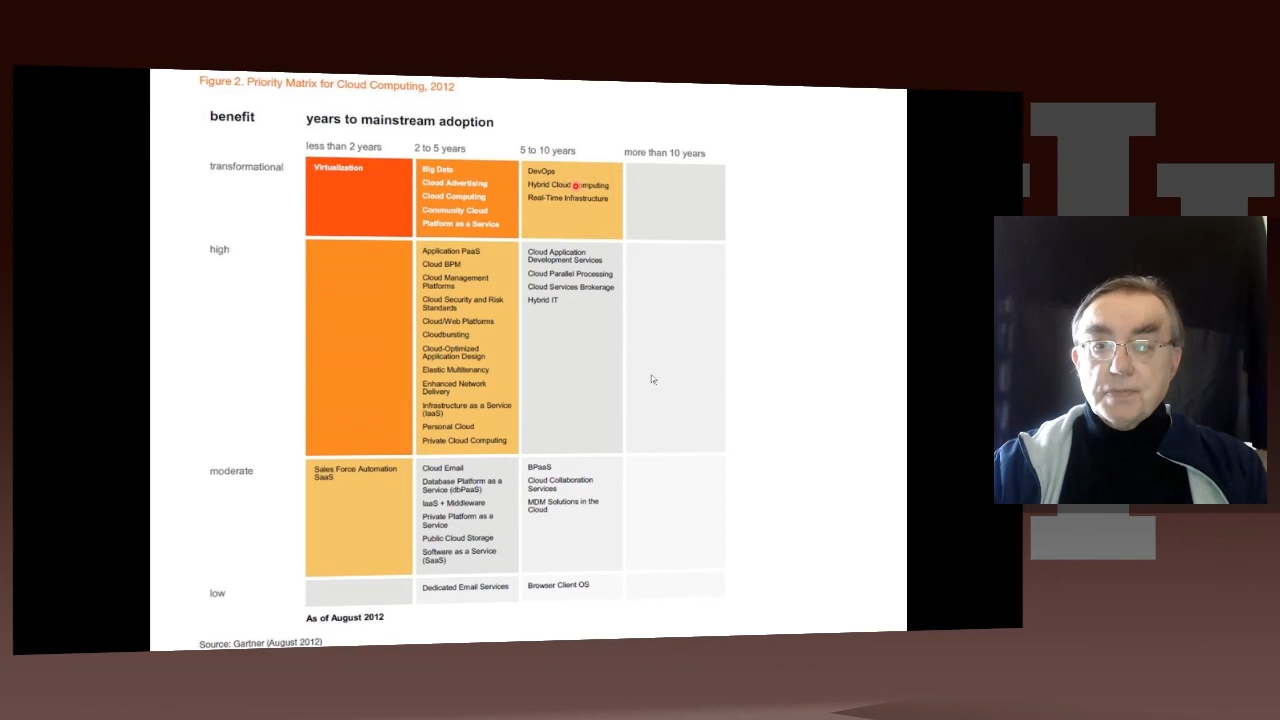 Figure 2. Priority Matrix for Cloud Computing, 2012
benefit
years to mainstream adoption
less than 2 years
2 to 5 years
5 to 10 years
more than 10 years
transformational
Virtualization
Big Data
Cloud Advertising
Cloud Computing
Community Cloud
Platform as a Service
DevOps
Hybrid Cloud Computing
Real-Time Infrastructure
high
Application PaaS
Cloud BPM
Cloud Management
Platforms
Cloud Security and Risk
Standards
Cloud/Web Platforms
Cloudbursting
Cloud-Optimized
Application Design
Elastic Multitenancy
Enhanced Network
Delivery
Infrastructure as a Service
(IaaS)
Personal Cloud
Private Cloud Computing
Cloud Application
Development Services
Cloud Parallel Processing
Cloud Services Brokerage
Hybrid IT
moderate
Sales Force Automation
SaaS
Cloud Email
Database Platform as a
Service (dbPaaS)
IaaS + Middleware
Private Platform as a
Service
Public Cloud Storage
Software as a Service
(SaaS)
BPaaS
Cloud Collaboration
Services
MDM Solutions in the
Cloud
low
Dedicated Email Services
Browser Client OS
As of August 2012
Source: Gartner (August 2012)